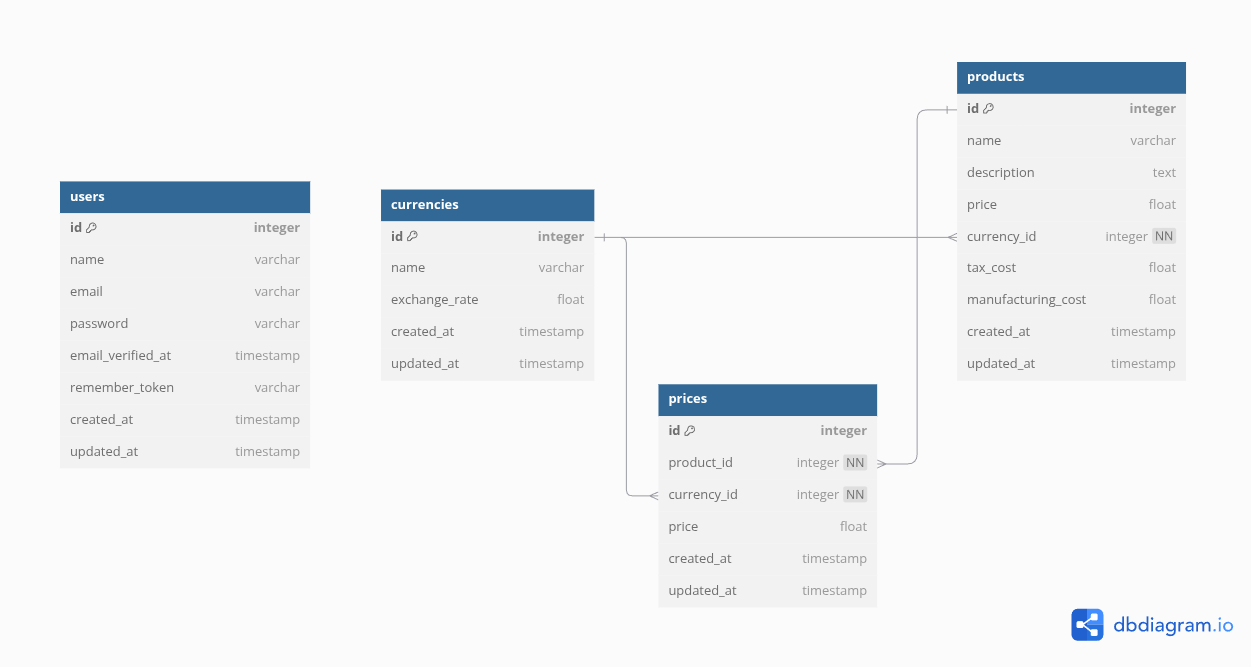 users
id integer
name varchar
email varchar
password varchar
email_verified_at timestamp
remember_token varchar
created_at timestamp
updated_at timestamp
currencies
id integer
name varchar
exchange_rate float
created_at timestamp
updated_at timestamp
prices
id integer
product_id integer NN
currency_id integer NN
price float
created_at timestamp
updated_at timestamp
products
id integer
name varchar
description text
price float
currency_id integer NN
tax_cost float
manufacturing_cost float
created_at timestamp
updated_at timestamp
dbdiagram.io